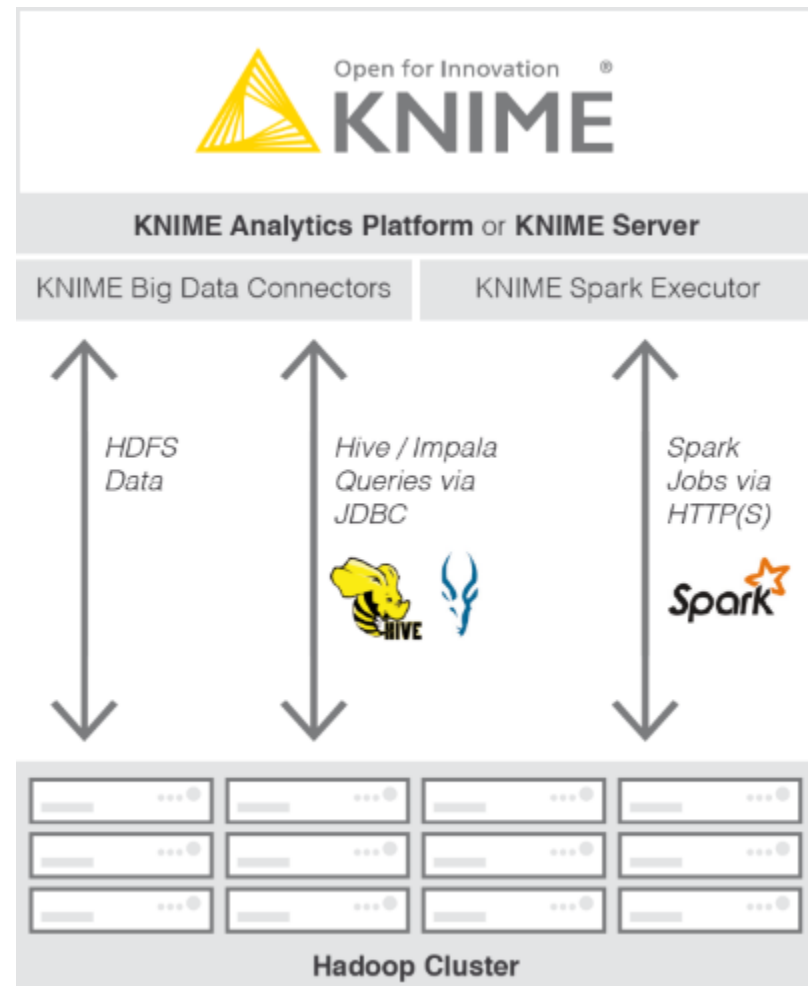 Open for Innovation ®
KNIME
KNIME Analytics Platform or KNIME Server
KNIME Big Data Connectors
KNIME Spark Executor
HDFS
Data
Hive / Impala
Queries via
JDBC
HIVE
Spark
Jobs via
HTTP(S)
Spark
Hadoop Cluster